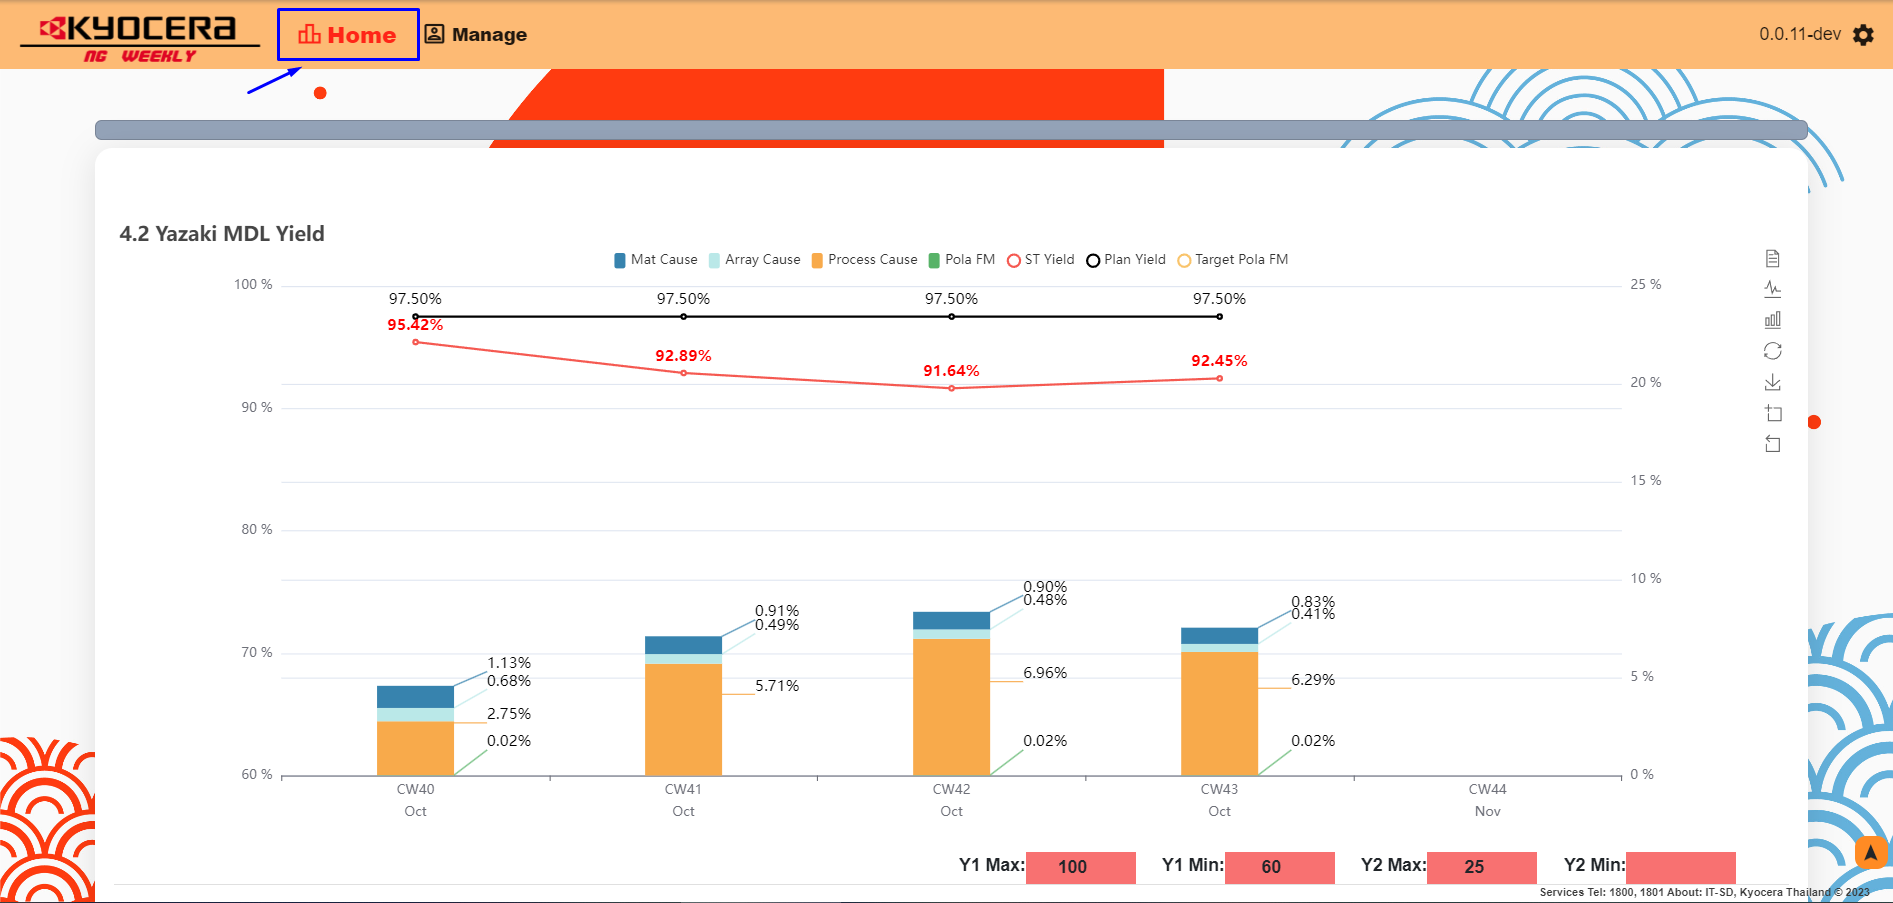 KYOCERA
NG WEEKLY
Home
Manage
0.0.11-dev
4.2 Yazaki MDL Yield
Mat Cause Array Cause Process Cause Pola FM ST Yield Plan Yield Target Pola FM
100 %
25 %
97.50% 97.50% 97.50% 97.50%
95.42%
92.89%
91.64%
92.45%
20 %
90 %
15 %
80 %
10 %
0.90%
0.48%
0.83%
0.41%
0.91%
0.49%
70 %
1.13%
0.68%
5 %
6.96%
6.29%
5.71%
2.75%
0.02% 0.02% 0.02%
60 %
0 %
CW40 CW41 CW42 CW43 CW44
Oct Oct Oct Oct Nov
Y1 Max: 100 Y1 Min: 60 Y2 Max: 25 Y2 Min:
Services Tel: 1800, 1801 About: IT-SD, Kyocera Thailand © 2023